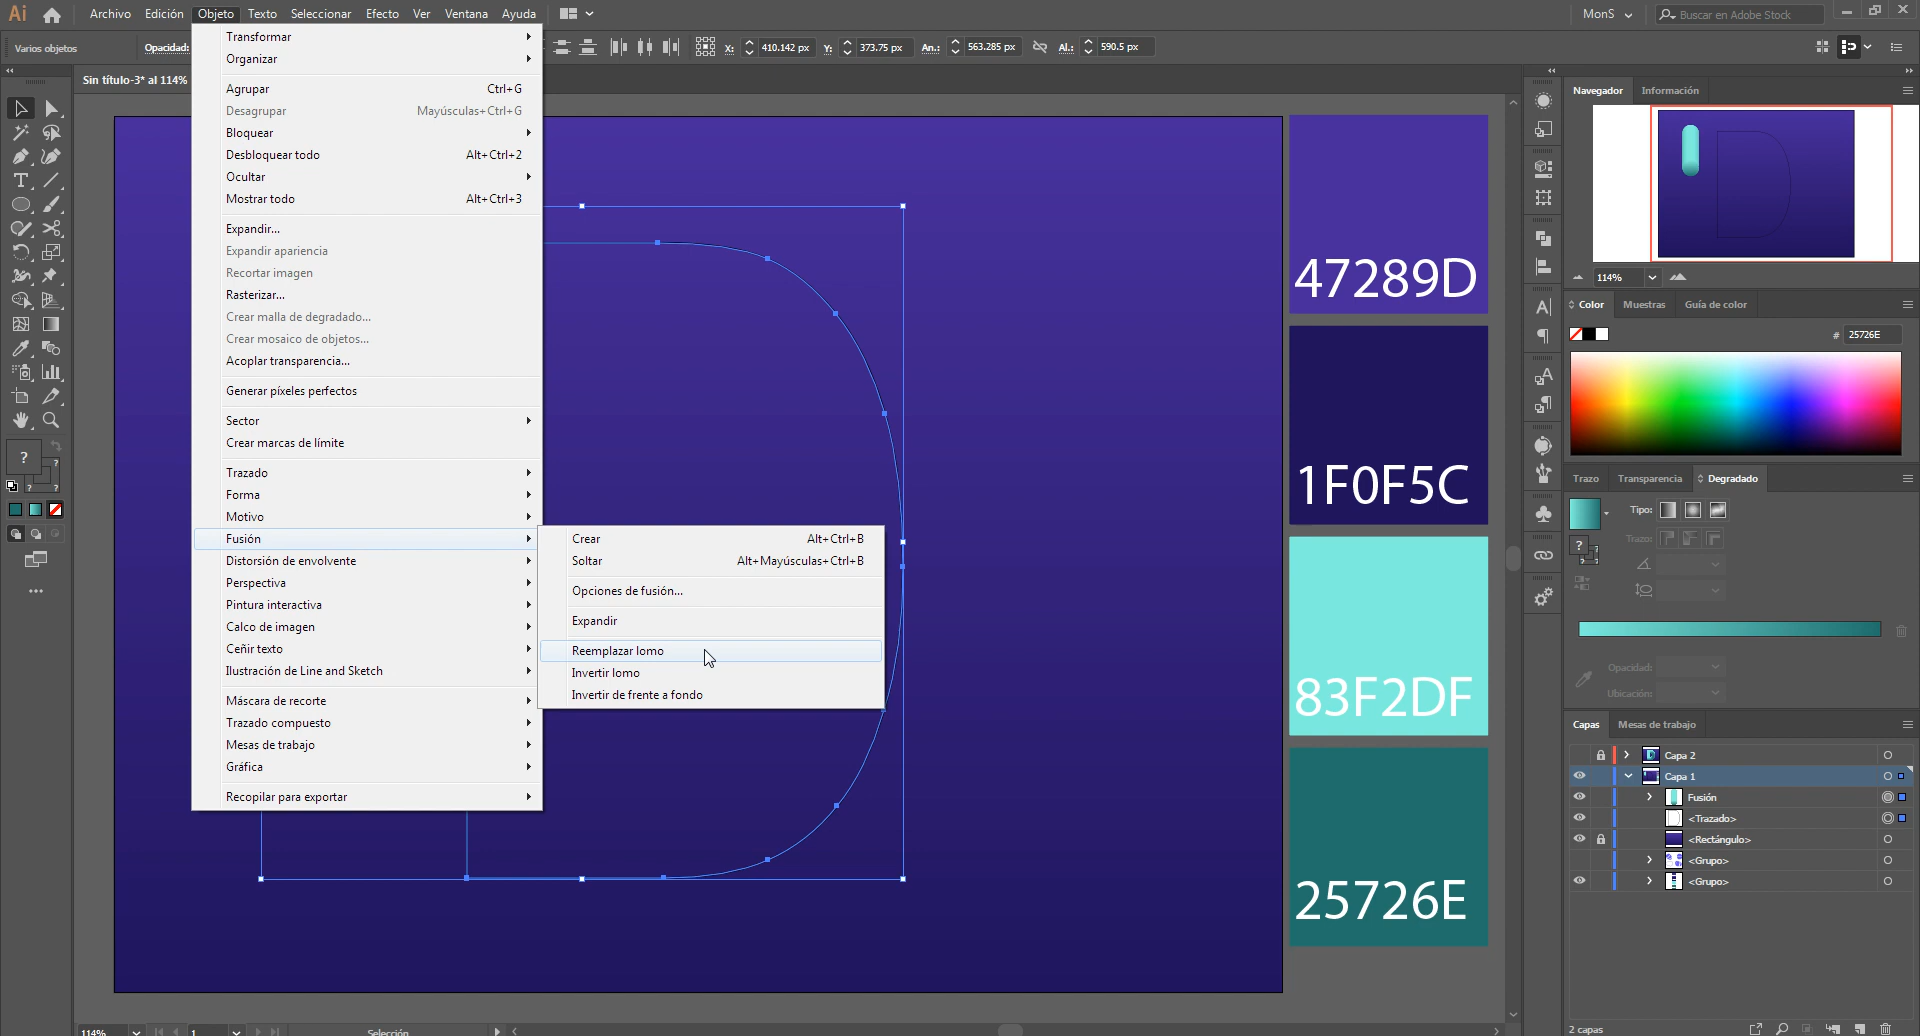 Ai Archivo Edición Objeto Texto Seleccionar Efecto Ver Ventana Ayuda MonS Buscar en Adobe Stock
Varios objetos Opacidad: X: 410.142 px Y: 373.75 px An.: 563.285 px Al.: 590.5 px
Sin título-3* al 114%
Transformar
Organizar
Agrupar Ctrl+G
Desagrupar Mayúsculas+Ctrl+G
Bloquear
Desbloquear todo Alt+Ctrl+2
Ocultar
Mostrar todo Alt+Ctrl+3
Expandir...
Expandir apariencia
Recortar imagen
Rasterizar...
Crear malla de degradado...
Crear mosaico de objetos...
Acoplar transparencia...
Generar píxeles perfectos
Sector
Crear marcas de límite
Trazado
Forma
Motivo
Fusión
Distorsión de envolvente
Perspectiva
Pintura interactiva
Calco de imagen
Ceñir texto
Ilustración de Line and Sketch
Máscara de recorte
Trazado compuesto
Mesas de trabajo
Gráfica
Recopilar para exportar
Crear Alt+Ctrl+B
Soltar Alt+Mayúsculas+Ctrl+B
Opciones de fusión...
Expandir
Reemplazar lomo
Invertir lomo
Invertir de frente a fondo
47289D
1F0F5C
83F2DF
25726E
Navegador Información
114%
Color Muestras Guía de color
# 25726E
Trazo Transparencia Degradado
Tipo:
Trazo:
Opacidad:
Ubicación:
Capas Mesas de trabajo
Capa 2
Capa 1
Fusión
<Trazado>
<Rectángulo>
<Grupo>
<Grupo>
2 capas
114% 1 Selección